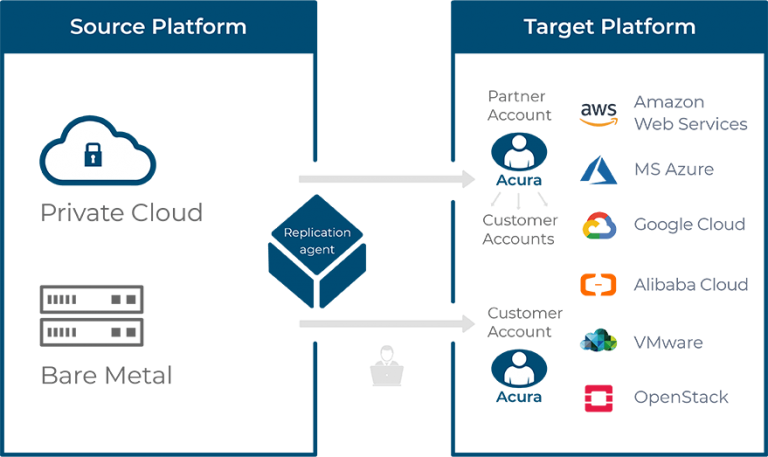 Source Platform
Private Cloud
Bare Metal
Replication
agent
Target Platform
Partner
Account
Acura
Customer
Accounts
Customer
Account
Acura
aws
Amazon
Web Services
MS Azure
Google Cloud
Alibaba Cloud
VMware
OpenStack